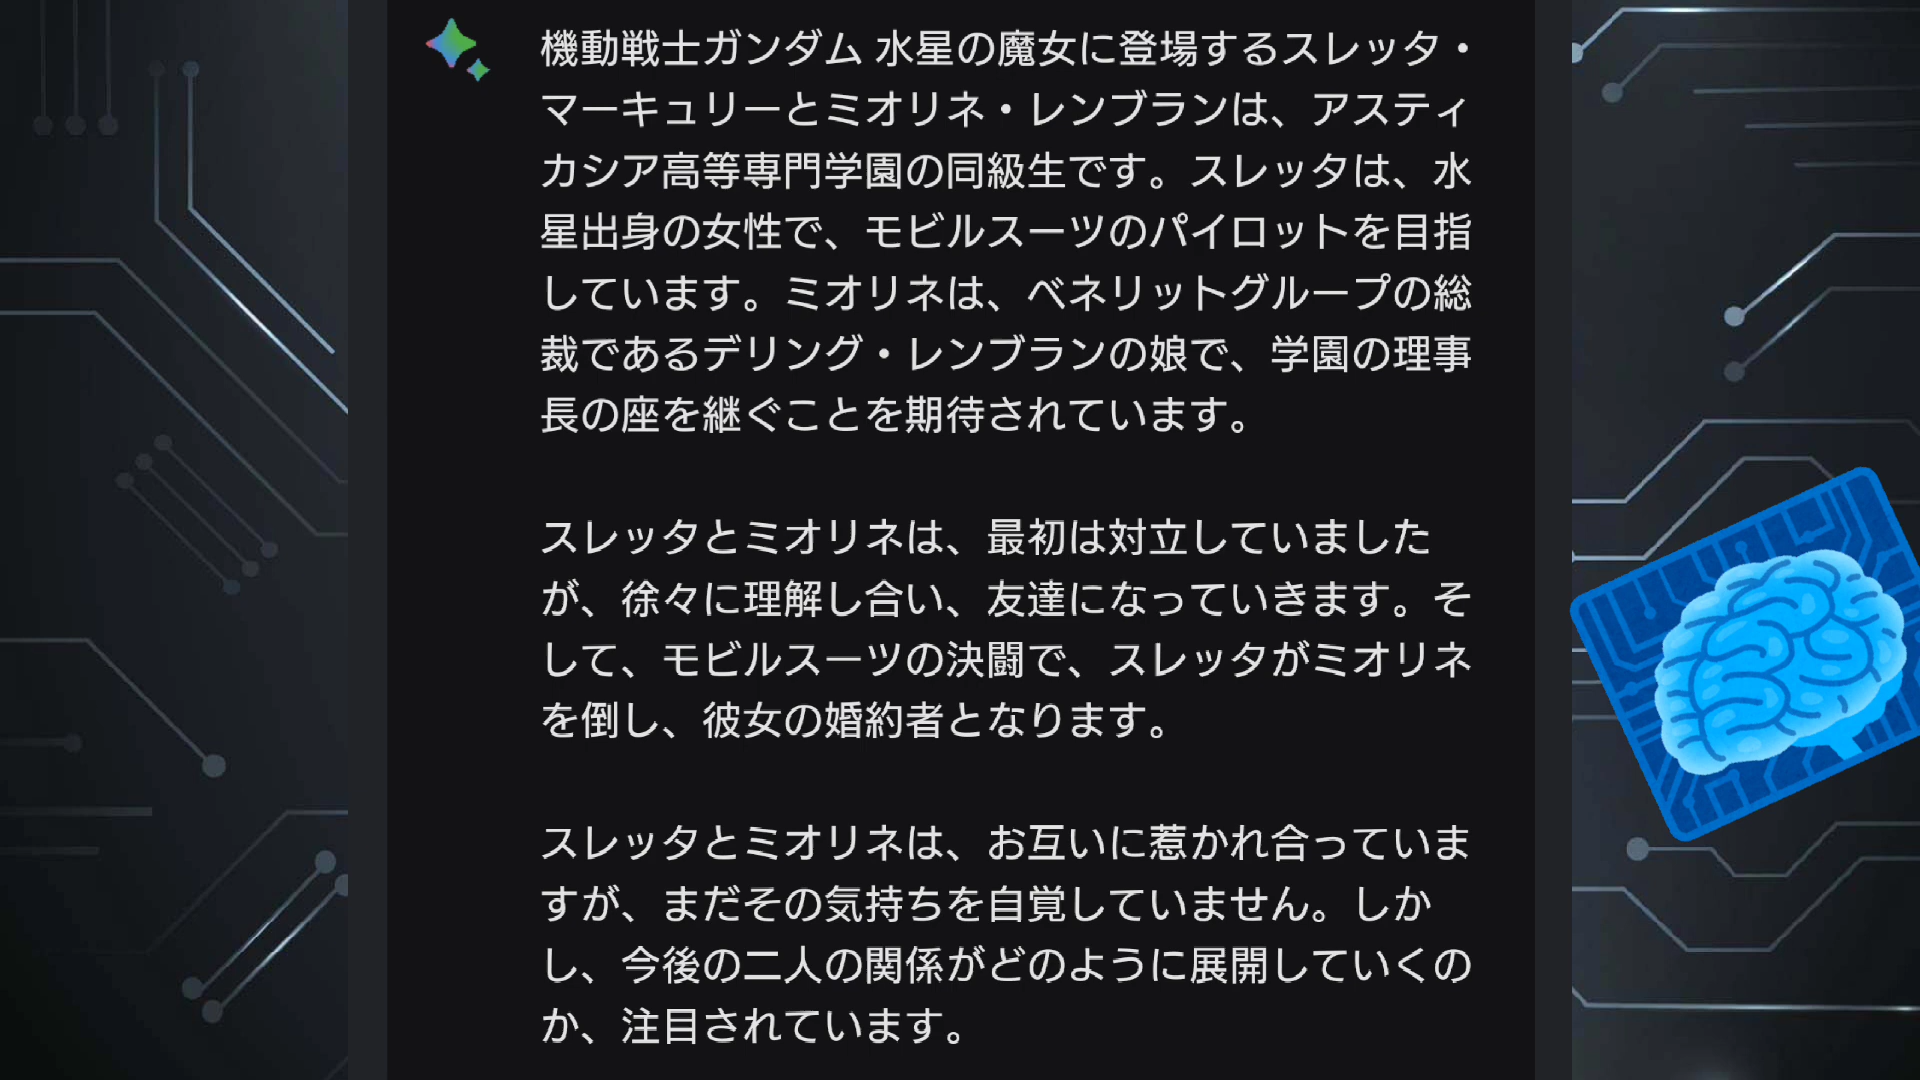 機動戦士ガンダム 水星の魔女に登場するスレッタ・
マーキュリーとミオリネ・レンブランは、アスティ
カシア高等専門学園の同級生です。スレッタは、水
星出身の女性で、モビルスーツのパイロットを目指
しています。ミオリネは、ベネリットグループの総
裁であるデリング・レンブランの娘で、学園の理事
長の座を継ぐことを期待されています。
スレッタとミオリネは、最初は対立していました
が、徐々に理解し合い、友達になっていきます。そ
して、モビルスーツの決闘で、スレッタがミオリネ
を倒し、彼女の婚約者となります。
スレッタとミオリネは、お互いに惹かれ合っていま
すが、まだその気持ちを自覚していません。しか
し、今後の二人の関係がどのように展開していくの
か、注目されています。